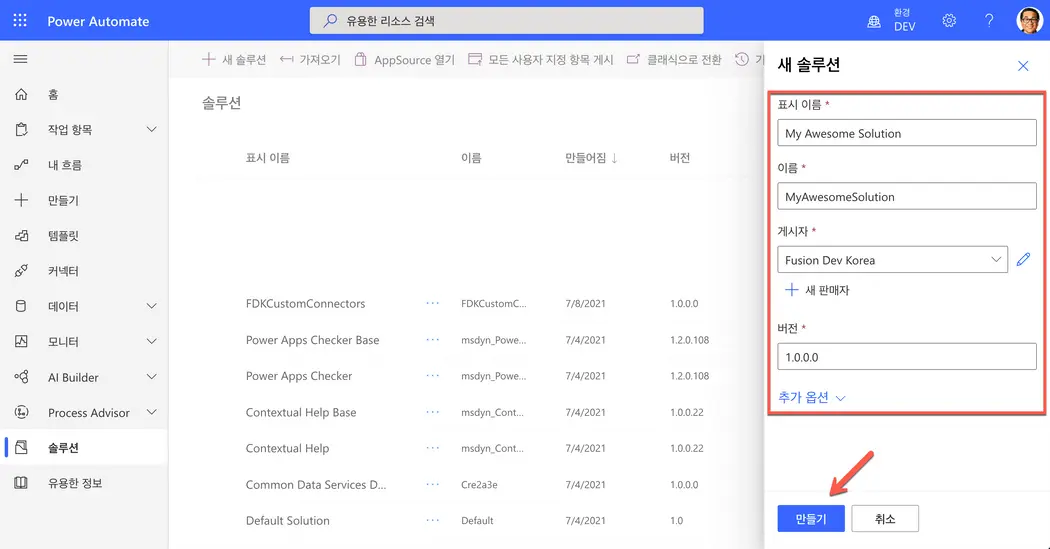 Power Automate
유용한 리소스 검색
환경
DEV
홈
작업 항목
내 흐름
만들기
템플릿
커넥터
데이터
모니터
AI Builder
Process Advisor
솔루션
유용한 정보
새 솔루션 가져오기 AppSource 열기 모든 사용자 지정 항목 게시 클래식으로 전환
솔루션
표시 이름 이름 만들어짐 ↓ 버전
FDKCustomConnectors ··· FDKCustomC... 7/8/2021 1.0.0.0
Power Apps Checker Base ··· msdyn_Powe... 7/4/2021 1.2.0.108
Power Apps Checker ··· msdyn_Powe... 7/4/2021 1.2.0.108
Contextual Help Base ··· msdyn_Cont... 7/4/2021 1.0.0.22
Contextual Help ··· msdyn_Cont... 7/4/2021 1.0.0.22
Common Data Services D... ··· Cre2a3e 7/4/2021 1.0.0.0
Default Solution ··· Default 7/4/2021 1.0
새 솔루션
표시 이름 *
My Awesome Solution
이름 *
MyAwesomeSolution
게시자 *
Fusion Dev Korea
새 판매자
버전 *
1.0.0.0
추가 옵션
만들기 취소